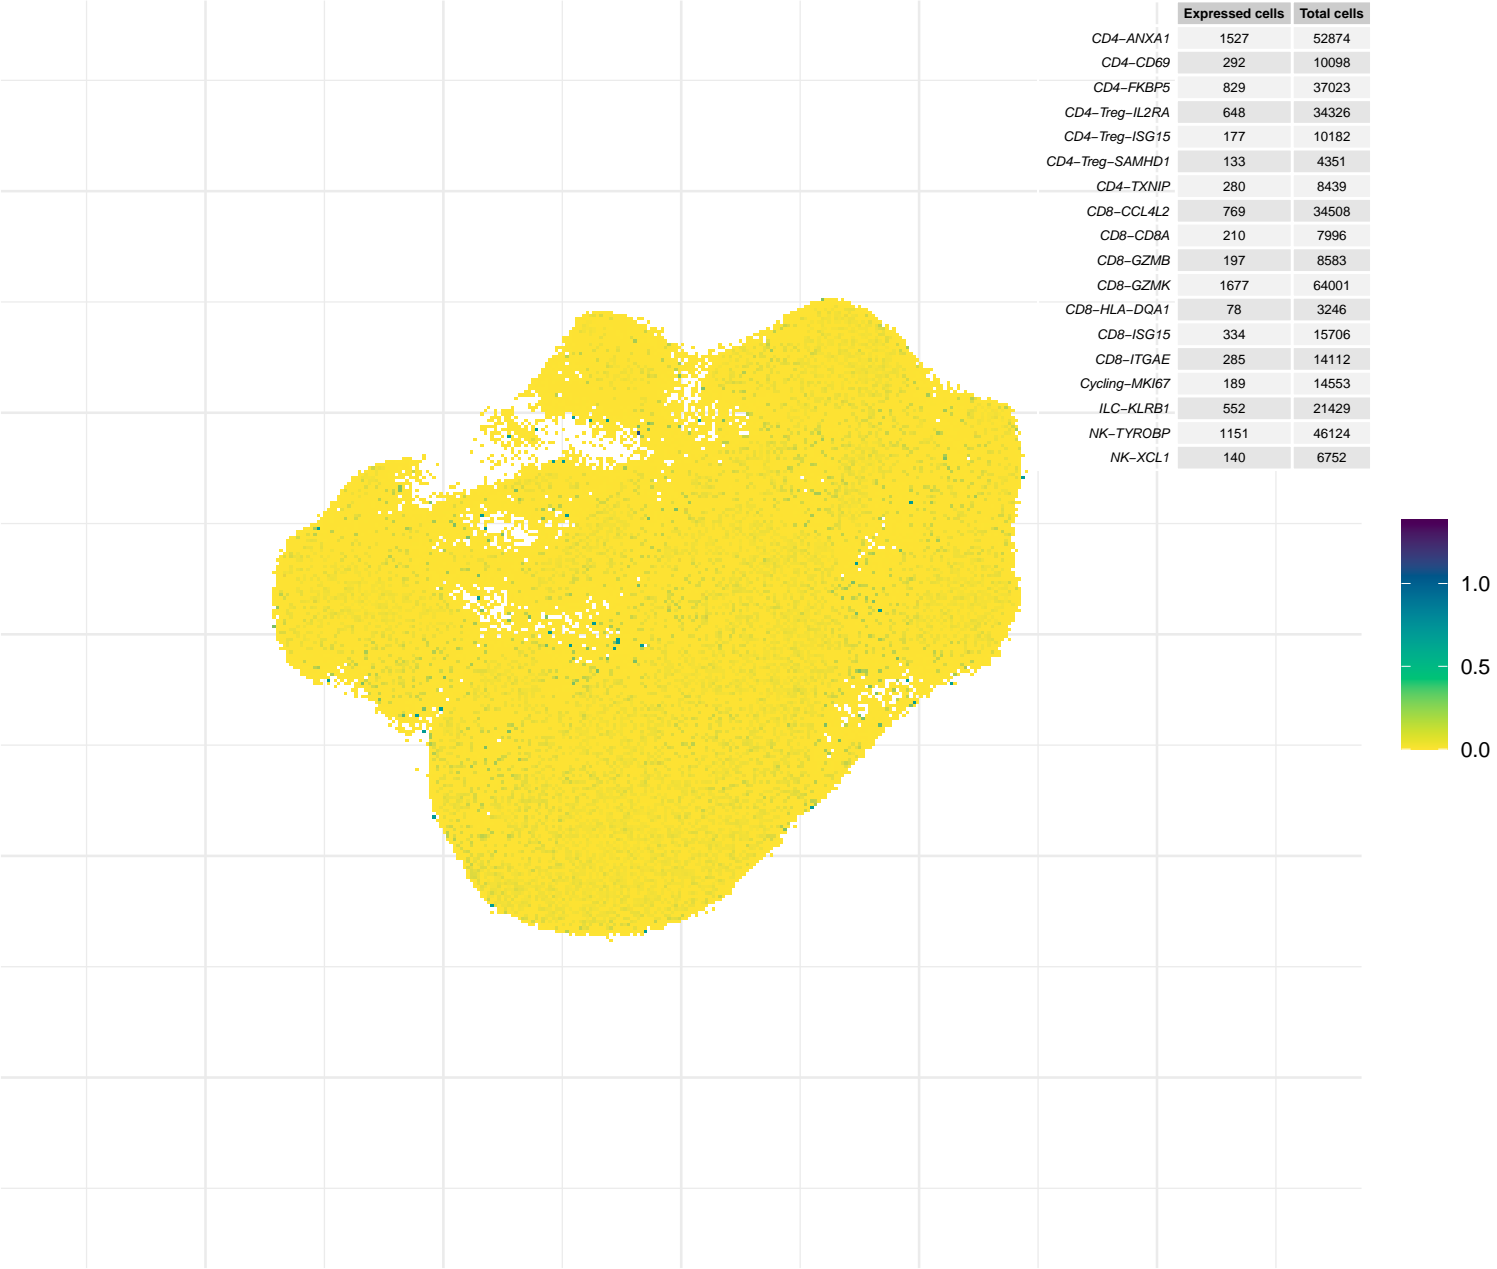 Expressed cells Total cells
CD4−ANXA1 1527 52874
CD4−CD69 292 10098
CD4−FKBP5 829 37023
CD4−Treg−IL2RA 648 34326
CD4−Treg−ISG15 177 10182
CD4−Treg−SAMHD1 133 4351
CD4−TXNIP 280 8439
CD8−CCL4L2 769 34508
CD8−CD8A 210 7996
CD8−GZMB 197 8583
CD8−GZMK 1677 64001
CD8−HLA−DQA1 78 3246
CD8−ISG15 334 15706
CD8−ITGAE 285 14112
Cycling−MKI67 189 14553
ILC−KLRB1 552 21429
NK−TYROBP 1151 46124
NK−XCL1 140 6752
1.0
0.5
0.0